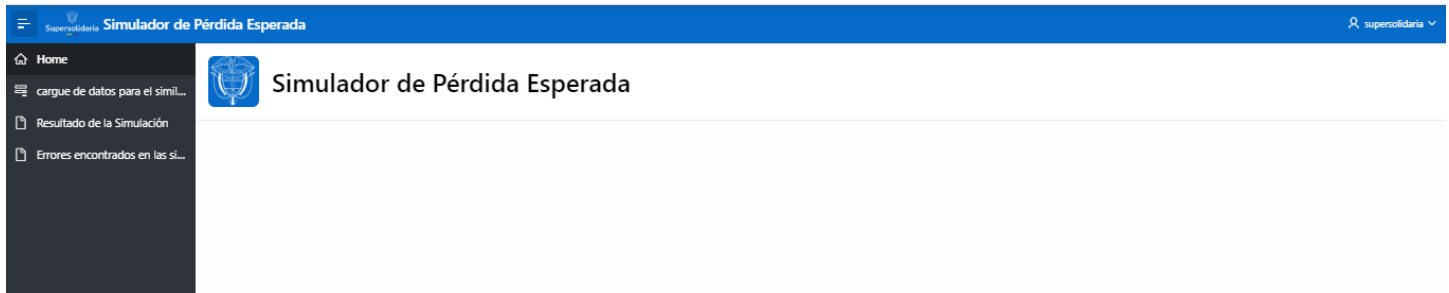 Supersolidaria Simulador de Pérdida Esperada
supersolidaria
Home
cargue de datos para el simil...
Resultado de la Simulación
Errores encontrados en las si...
Simulador de Pérdida Esperada